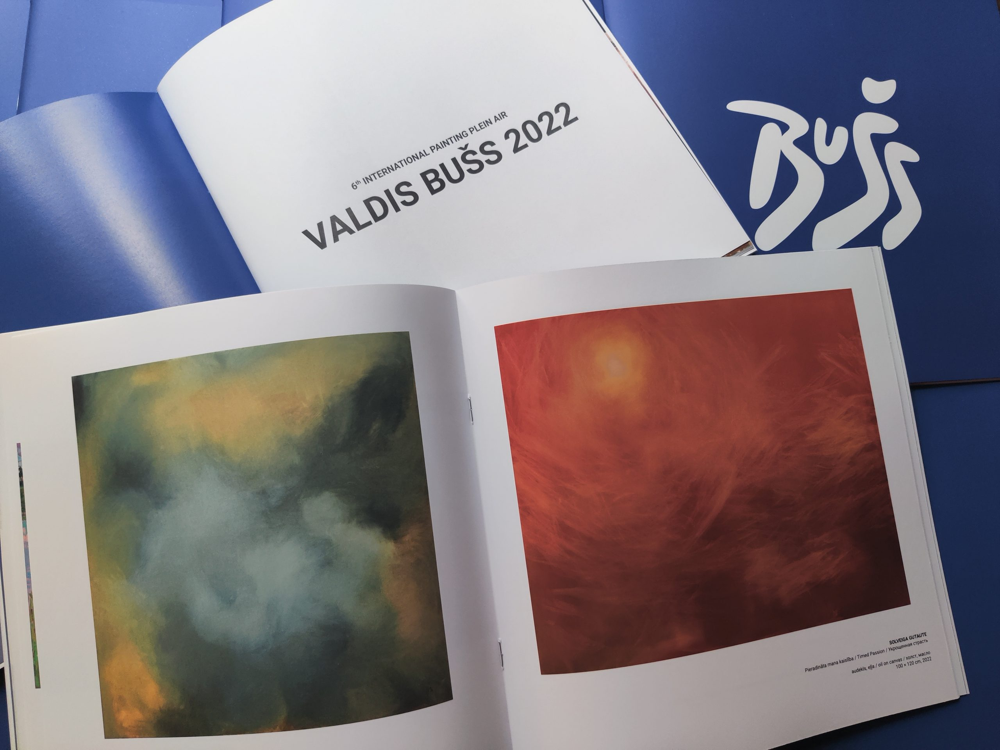 6th INTERNATIONAL PAINTING PLEIN AIR
VALDIS BUŠS 2022
BUŠS
SOLVEIGA GUTAUTE
Pieradināta mana kaislība / Timed Passion / Укрощенная страсть
audekls, eļļa / oil on canvas / холст, масло
100 x 120 cm, 2022